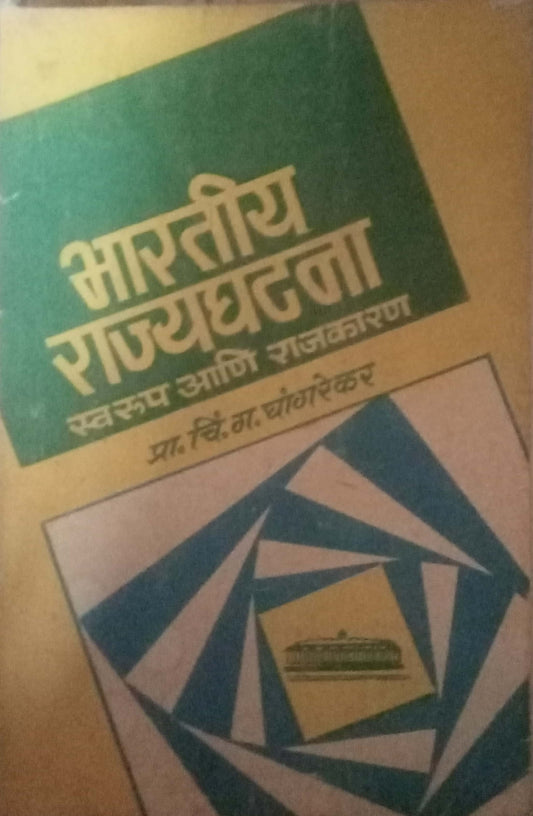 भारतीय
राज्यघटना
स्वरूप आणि राजकारण
प्रा. चिं. ग. घांगरेकर